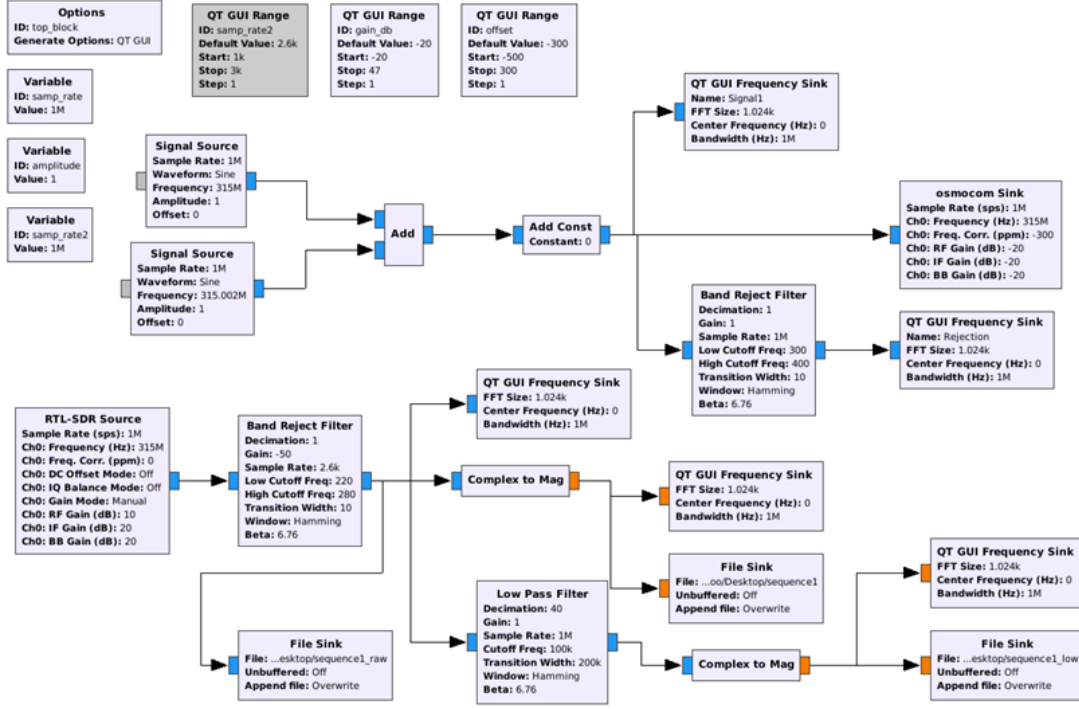 Options
ID: top_block
Generate Options: QT GUI
QT GUI Range
ID: samp_rate2
Default Value: 2.6k
Start: 1k
Stop: 3k
Step: 1
QT GUI Range
ID: gain_db
Default Value: -20
Start: -20
Stop: 47
Step: 1
QT GUI Range
ID: offset
Default Value: -300
Start: -500
Stop: 300
Step: 1
Variable
ID: samp_rate
Value: 1M
Variable
ID: amplitude
Value: 1
Variable
ID: samp_rate2
Value: 1M
Signal Source
Sample Rate: 1M
Waveform: Sine
Frequency: 315M
Amplitude: 1
Offset: 0
Signal Source
Sample Rate: 1M
Waveform: Sine
Frequency: 315.002M
Amplitude: 1
Offset: 0
Add
Add Const
Constant: 0
QT GUI Frequency Sink
Name: Signal1
FFT Size: 1.024k
Center Frequency (Hz): 0
Bandwidth (Hz): 1M
osmocom Sink
Sample Rate (sps): 1M
Ch0: Frequency (Hz): 315M
Ch0: Freq. Corr. (ppm): -300
Ch0: RF Gain (dB): -20
Ch0: IF Gain (dB): -20
Ch0: BB Gain (dB): -20
Band Reject Filter
Decimation: 1
Gain: 1
Sample Rate: 1M
Low Cutoff Freq: 300
High Cutoff Freq: 400
Transition Width: 10
Window: Hamming
Beta: 6.76
QT GUI Frequency Sink
Name: Rejection
FFT Size: 1.024k
Center Frequency (Hz): 0
Bandwidth (Hz): 1M
RTL-SDR Source
Sample Rate (sps): 1M
Ch0: Frequency (Hz): 315M
Ch0: Freq. Corr. (ppm): 0
Ch0: DC Offset Mode: Off
Ch0: IQ Balance Mode: Off
Ch0: Gain Mode: Manual
Ch0: RF Gain (dB): 10
Ch0: IF Gain (dB): 20
Ch0: BB Gain (dB): 20
Band Reject Filter
Decimation: 1
Gain: -50
Sample Rate: 2.6k
Low Cutoff Freq: 220
High Cutoff Freq: 280
Transition Width: 10
Window: Hamming
Beta: 6.76
QT GUI Frequency Sink
FFT Size: 1.024k
Center Frequency (Hz): 0
Bandwidth (Hz): 1M
Complex to Mag
QT GUI Frequency Sink
FFT Size: 1.024k
Center Frequency (Hz): 0
Bandwidth (Hz): 1M
File Sink
File: ...oo/Desktop/sequence1
Unbuffered: Off
Append file: Overwrite
File Sink
File: ...esktop/sequence1_raw
Unbuffered: Off
Append file: Overwrite
Low Pass Filter
Decimation: 40
Gain: 1
Sample Rate: 1M
Cutoff Freq: 100k
Transition Width: 200k
Window: Hamming
Beta: 6.76
Complex to Mag
QT GUI Frequency Sink
FFT Size: 1.024k
Center Frequency (Hz): 0
Bandwidth (Hz): 1M
File Sink
File: ...esktop/sequence1_low
Unbuffered: Off
Append file: Overwrite